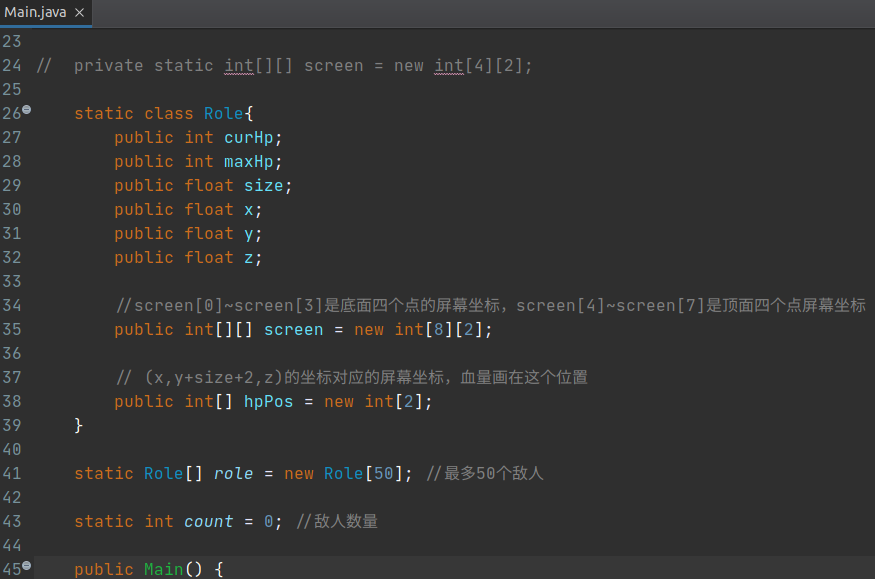 Main.java ×
23
24 //  private static int[][] screen = new int[4][2];
25
26    static class Role{
27        public int curHp;
28        public int maxHp;
29        public float size;
30        public float x;
31        public float y;
32        public float z;
33
34        //screen[0]~screen[3]是底面四个点的屏幕坐标，screen[4]~screen[7]是顶面四个点屏幕坐标
35        public int[][] screen = new int[8][2];
36
37        // (x,y+size+2,z)的坐标对应的屏幕坐标，血量画在这个位置
38        public int[] hpPos = new int[2];
39    }
40
41    static Role[] role = new Role[50]; //最多50个敌人
42
43    static int count = 0; //敌人数量
44
45    public Main() {